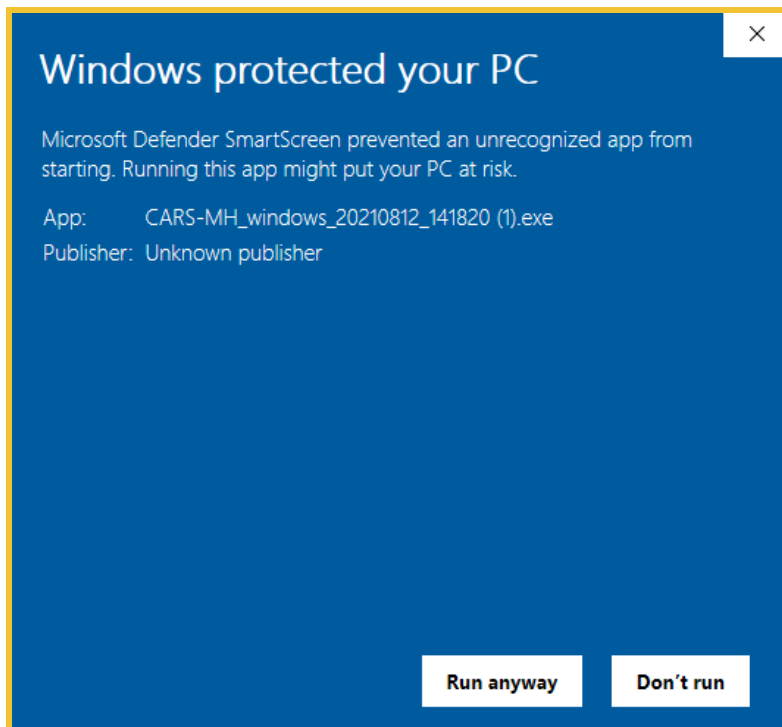 Windows protected your PC
Microsoft Defender SmartScreen prevented an unrecognized app from
starting. Running this app might put your PC at risk.
App: CARS-MH_windows_20210812_141820 (1).exe
Publisher: Unknown publisher
Run anyway Don’t run